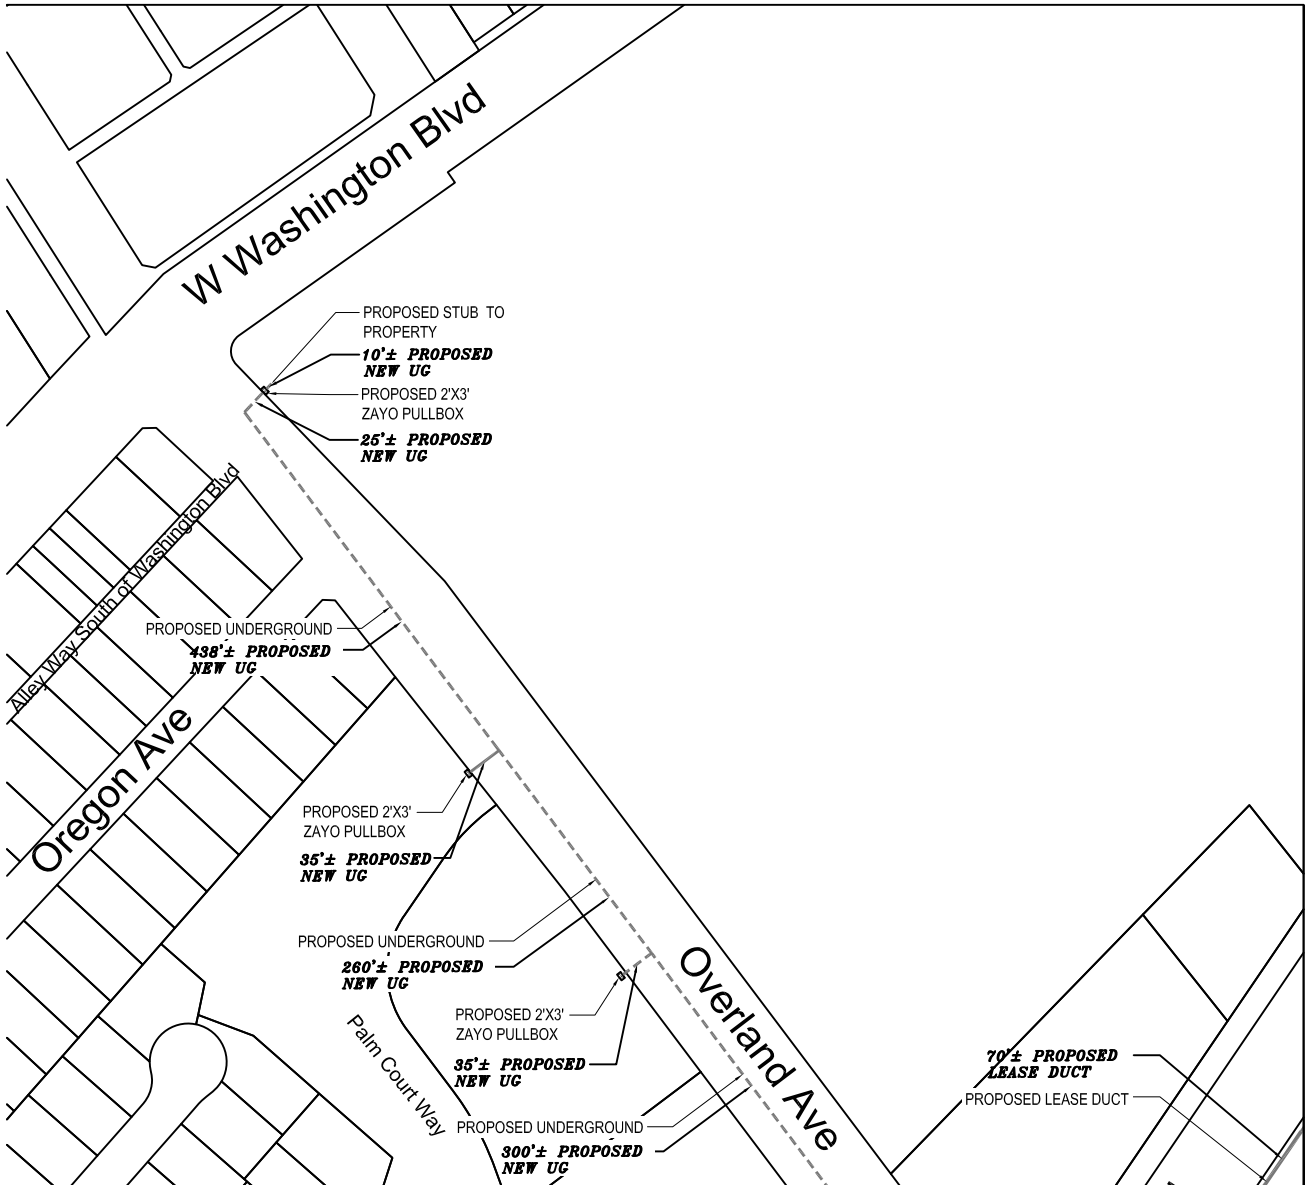 W Washington Blvd
PROPOSED STUB TO
PROPERTY
10'± PROPOSED
NEW UG
PROPOSED 2'X3'
ZAYO PULLBOX
25'± PROPOSED
NEW UG
Alley Way South of Washington Blvd
PROPOSED UNDERGROUND
438'± PROPOSED
NEW UG
Oregon Ave
PROPOSED 2'X3'
ZAYO PULLBOX
35'± PROPOSED
NEW UG
PROPOSED UNDERGROUND
260'± PROPOSED
NEW UG
Overland Ave
PROPOSED 2'X3'
ZAYO PULLBOX
35'± PROPOSED
NEW UG
Palm Court Way
70'± PROPOSED
LEASE DUCT
PROPOSED LEASE DUCT
PROPOSED UNDERGROUND
300'± PROPOSED
NEW UG